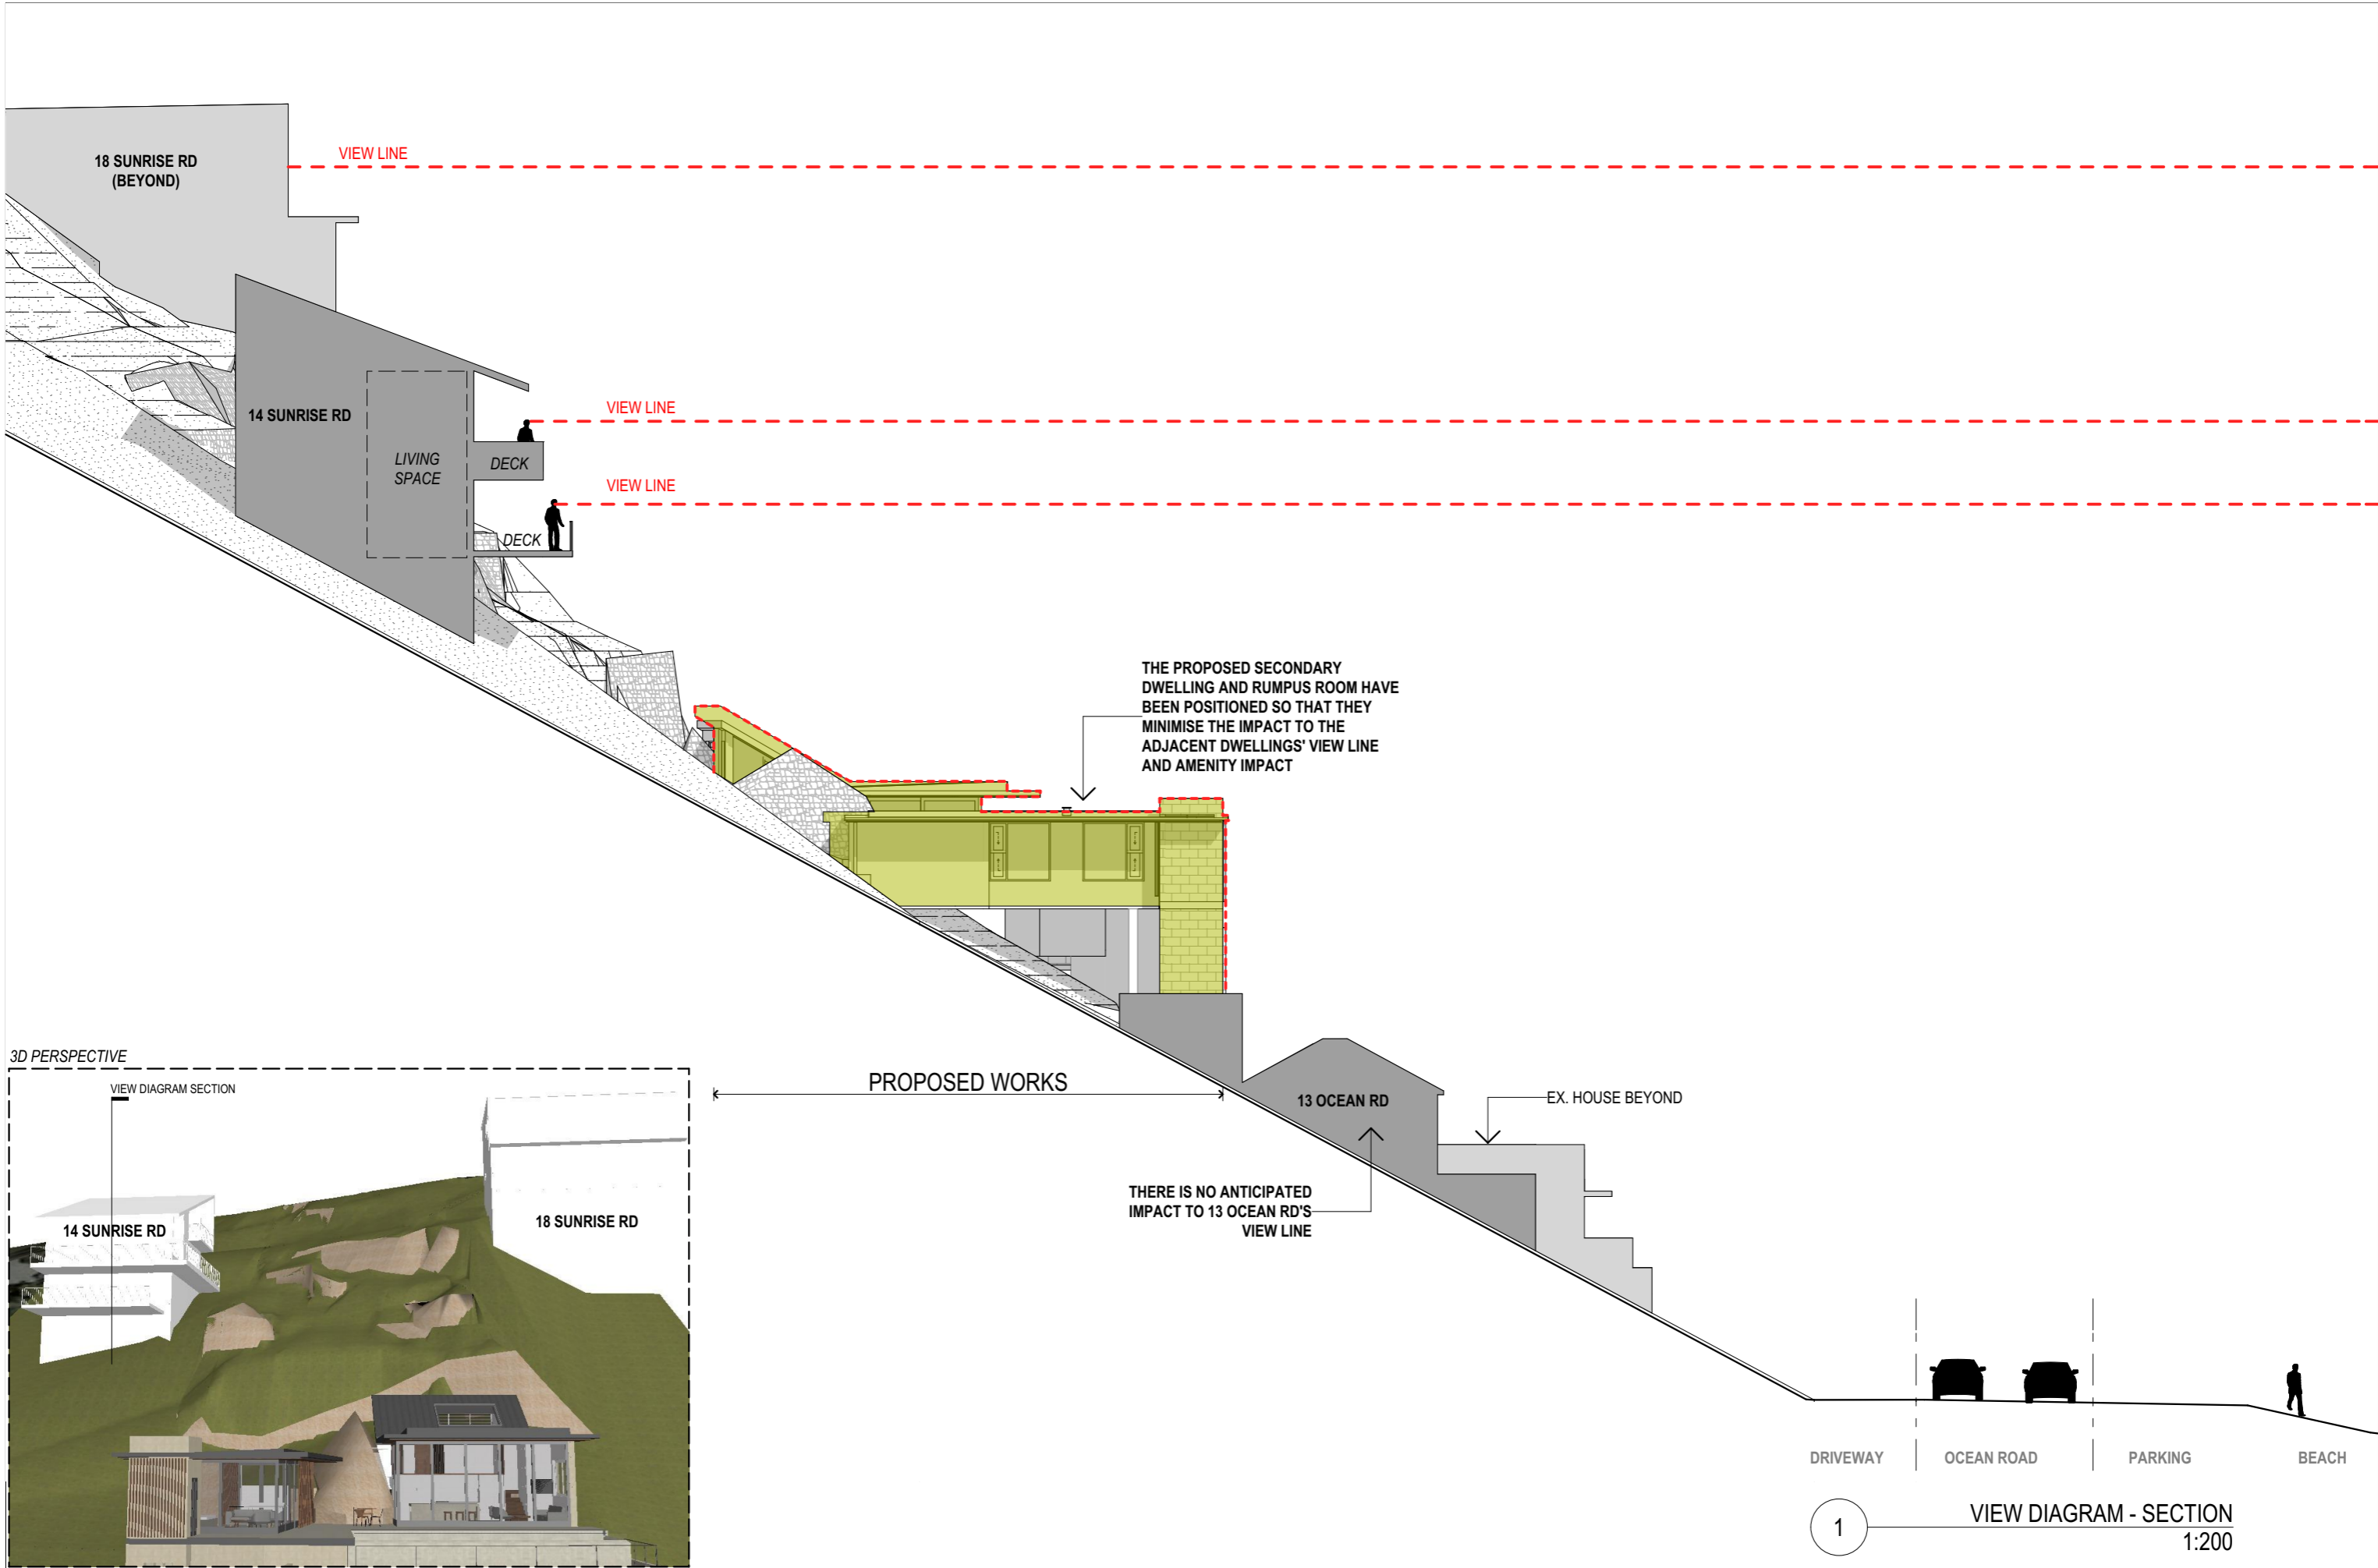 18 SUNRISE RD
(BEYOND)
VIEW LINE
14 SUNRISE RD
LIVING
SPACE
DECK
VIEW LINE
VIEW LINE
DECK
THE PROPOSED SECONDARY
DWELLING AND RUMPUS ROOM HAVE
BEEN POSITIONED SO THAT THEY
MINIMISE THE IMPACT TO THE
ADJACENT DWELLINGS' VIEW LINE
AND AMENITY IMPACT
PROPOSED WORKS
13 OCEAN RD
EX. HOUSE BEYOND
THERE IS NO ANTICIPATED
IMPACT TO 13 OCEAN RD'S
VIEW LINE
3D PERSPECTIVE
VIEW DIAGRAM SECTION
14 SUNRISE RD
18 SUNRISE RD
DRIVEWAY
OCEAN ROAD
PARKING
BEACH
1
VIEW DIAGRAM - SECTION
1:200